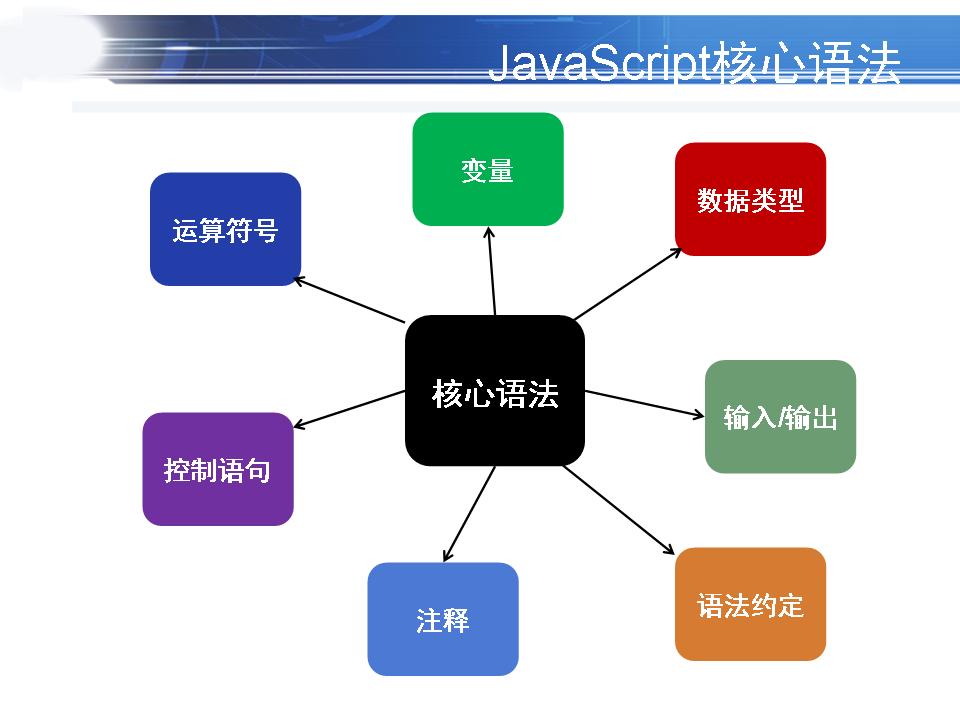 JavaScript核心语法
变量
数据类型
运算符号
核心语法
输入/输出
控制语句
语法约定
注释